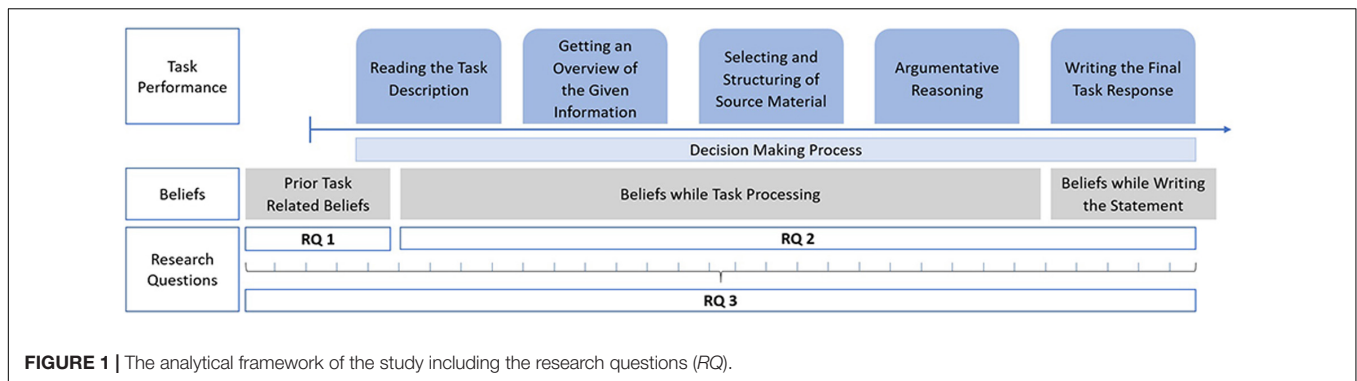 Task
Performance
Reading the Task
Description
Getting an
Overview of
the Given
Information
Selecting and
Structuring of
Source Material
Argumentative
Reasoning
Writing the Final
Task Response
Decision Making Process
Beliefs
Prior Task
Related Beliefs
Beliefs while Task Processing
Beliefs while Writing
the Statement
Research
Questions
RQ 1
RQ 2
RQ 3
FIGURE 1 | The analytical framework of the study including the research questions (RQ).